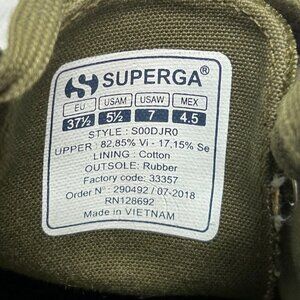 SUPERGA®
EU USAM USAW MEX
37½ 5½ 7 4.5
STYLE : S00DJR0
UPPER : 82,85% Vi - 17,15% Se
LINING : Cotton
OUTSOLE: Rubber
Factory code: 33357
Order N° : 290492 / 07-2018
RN128692
Made in VIETNAM